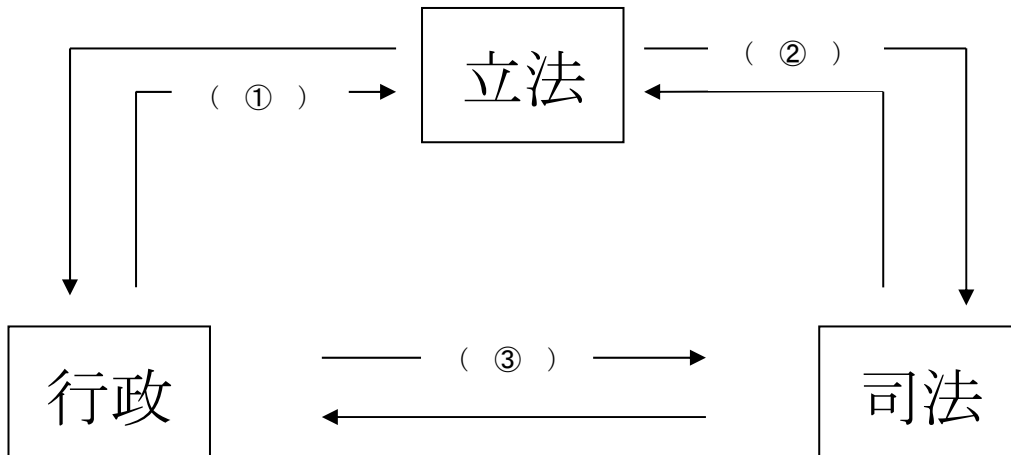 立法
( ② )
( ① )
( ③ )
行政
司法